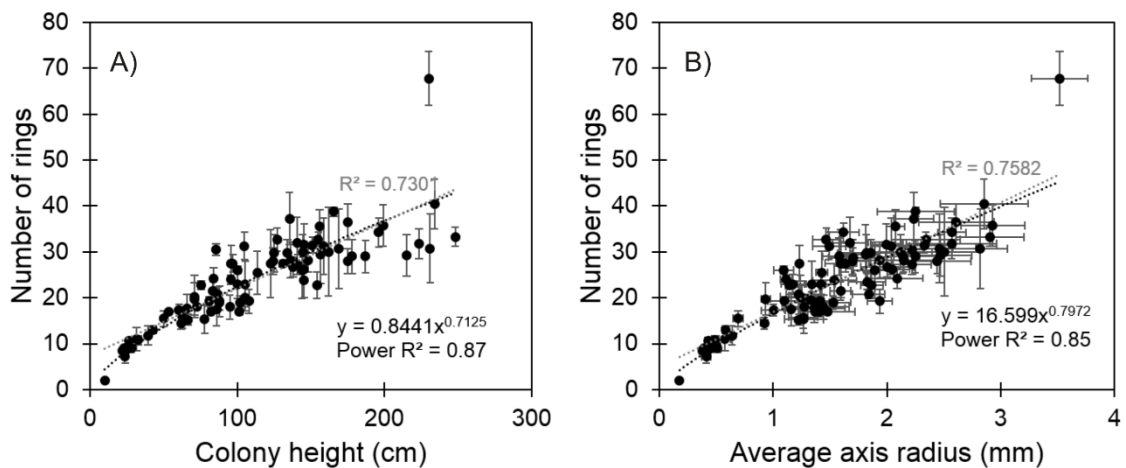 A)
Number of rings
80
70
60
50
40
30
20
10
0
R² = 0.7301
y = 0.8441x^0.7125
Power R² = 0.87
0 100 200 300
Colony height (cm)
B)
Number of rings
80
70
60
50
40
30
20
10
0
R² = 0.7582
y = 16.599x^0.7972
Power R² = 0.85
0 1 2 3 4
Average axis radius (mm)